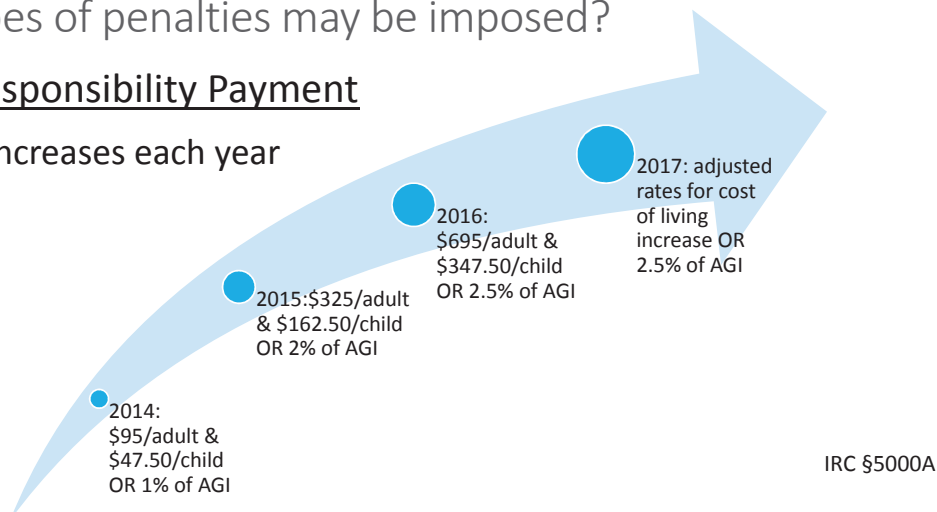 es of penalties may be imposed?
sponsibility Payment
ncreases each year
2017: adjusted
rates for cost
of living
increase OR
2.5% of AGI
2016:
$695/adult &
$347.50/child
OR 2.5% of AGI
2015:$325/adult
& $162.50/child
OR 2% of AGI
2014:
$95/adult &
$47.50/child
OR 1% of AGI
IRC §5000A